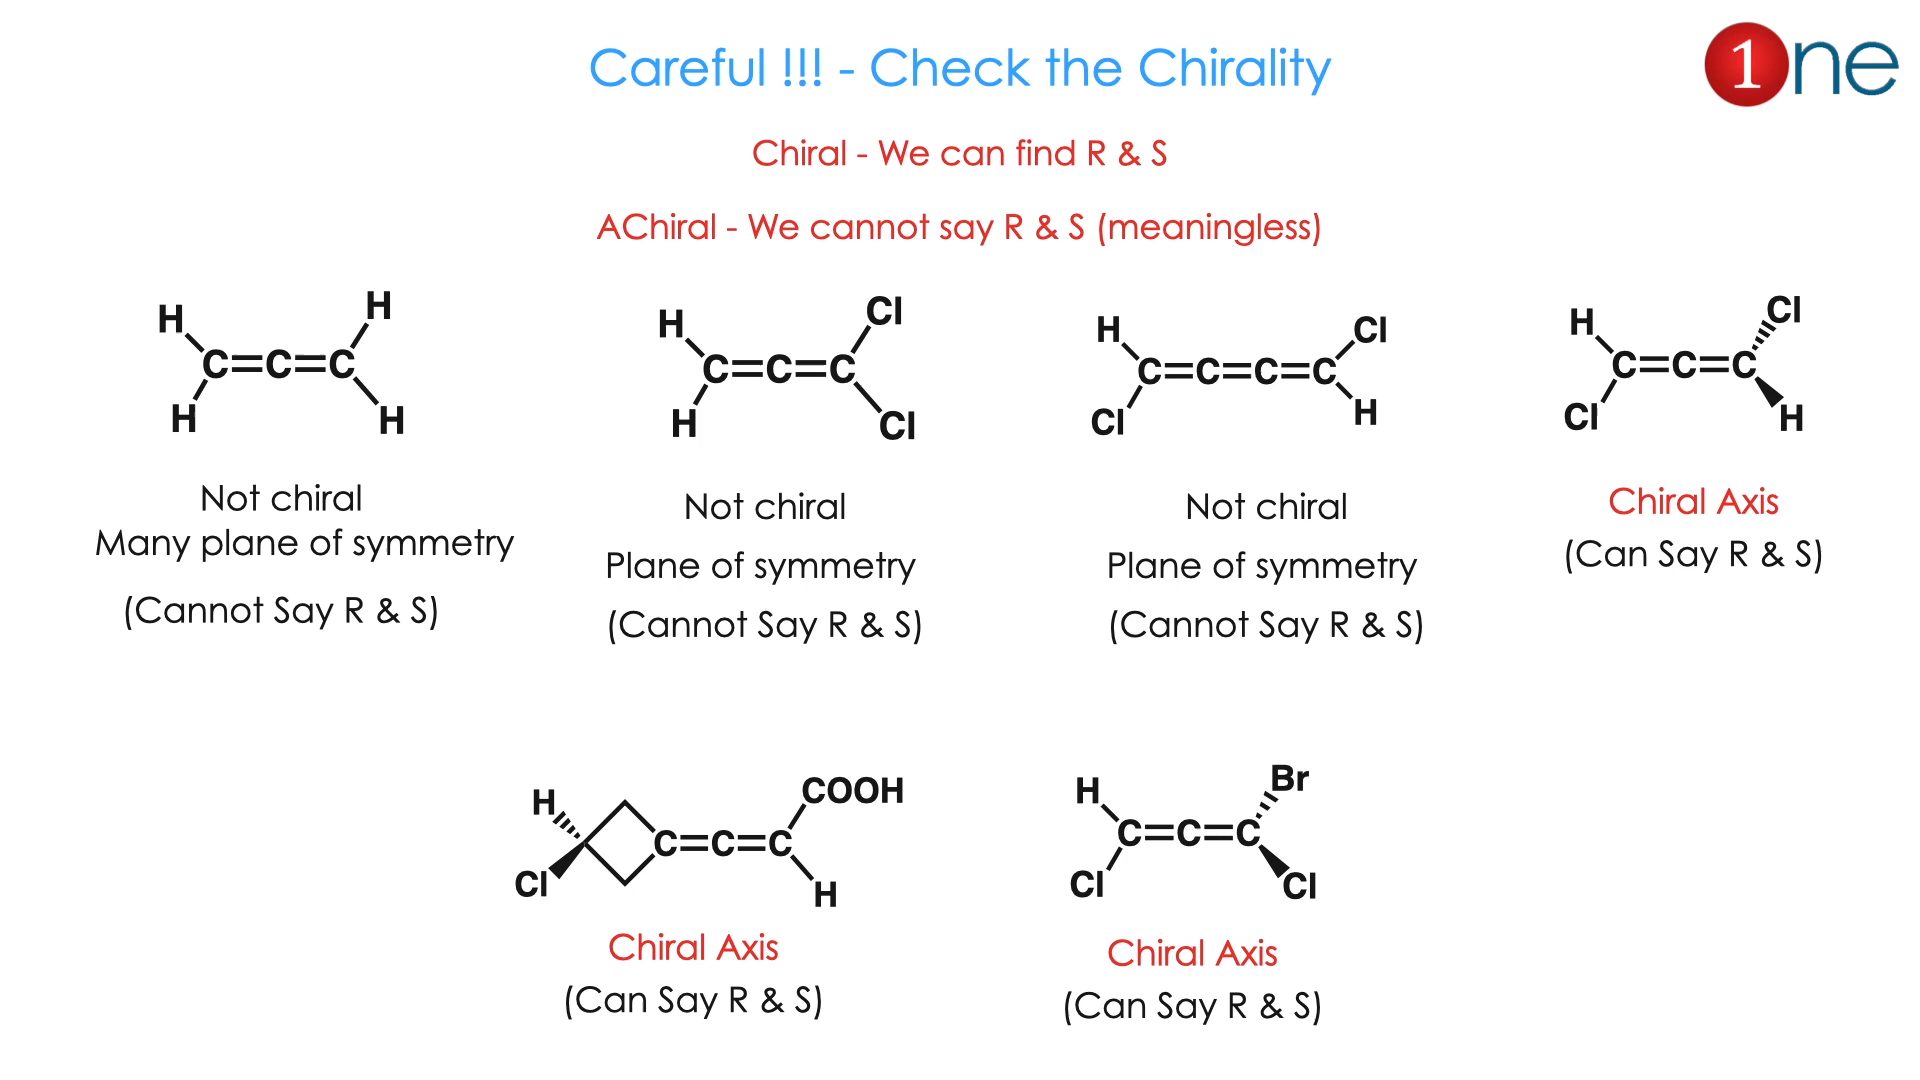 Careful !!! - Check the Chirality
1ne
Chiral - We can find R & S
AChiral - We cannot say R & S (meaningless)
H H
C=C=C
H H
H Cl
C=C=C
H Cl
H Cl
C=C=C=C
Cl H
H Cl
C=C=C
Cl H
Not chiral
Many plane of symmetry
(Cannot Say R & S)
Not chiral
Plane of symmetry
(Cannot Say R & S)
Not chiral
Plane of symmetry
(Cannot Say R & S)
Chiral Axis
(Can Say R & S)
H COOH
C=C=C
Cl H
H Br
C=C=C
Cl Cl
Chiral Axis
(Can Say R & S)
Chiral Axis
(Can Say R & S)